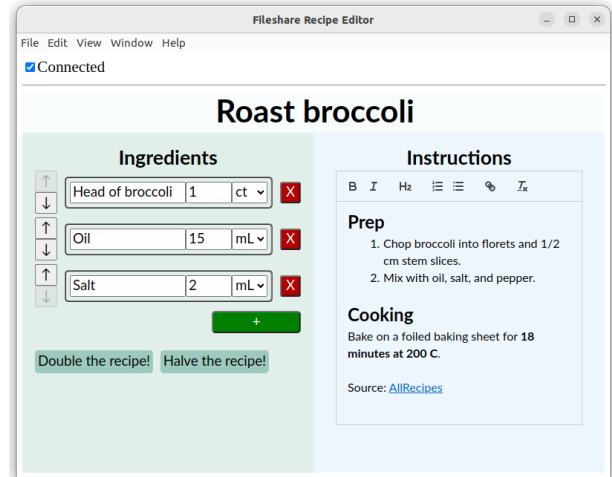 Fileshare Recipe Editor
File Edit View Window Help
Connected
Roast broccoli
Ingredients
↑
↓
Head of broccoli 1 ct X
↑
↓
Oil 15 mL X
↑
↓
Salt 2 mL X
+
Double the recipe! Halve the recipe!
Instructions
B I H2
Prep
1. Chop broccoli into florets and 1/2
cm stem slices.
2. Mix with oil, salt, and pepper.
Cooking
Bake on a foiled baking sheet for 18
minutes at 200 C.
Source: AllRecipes